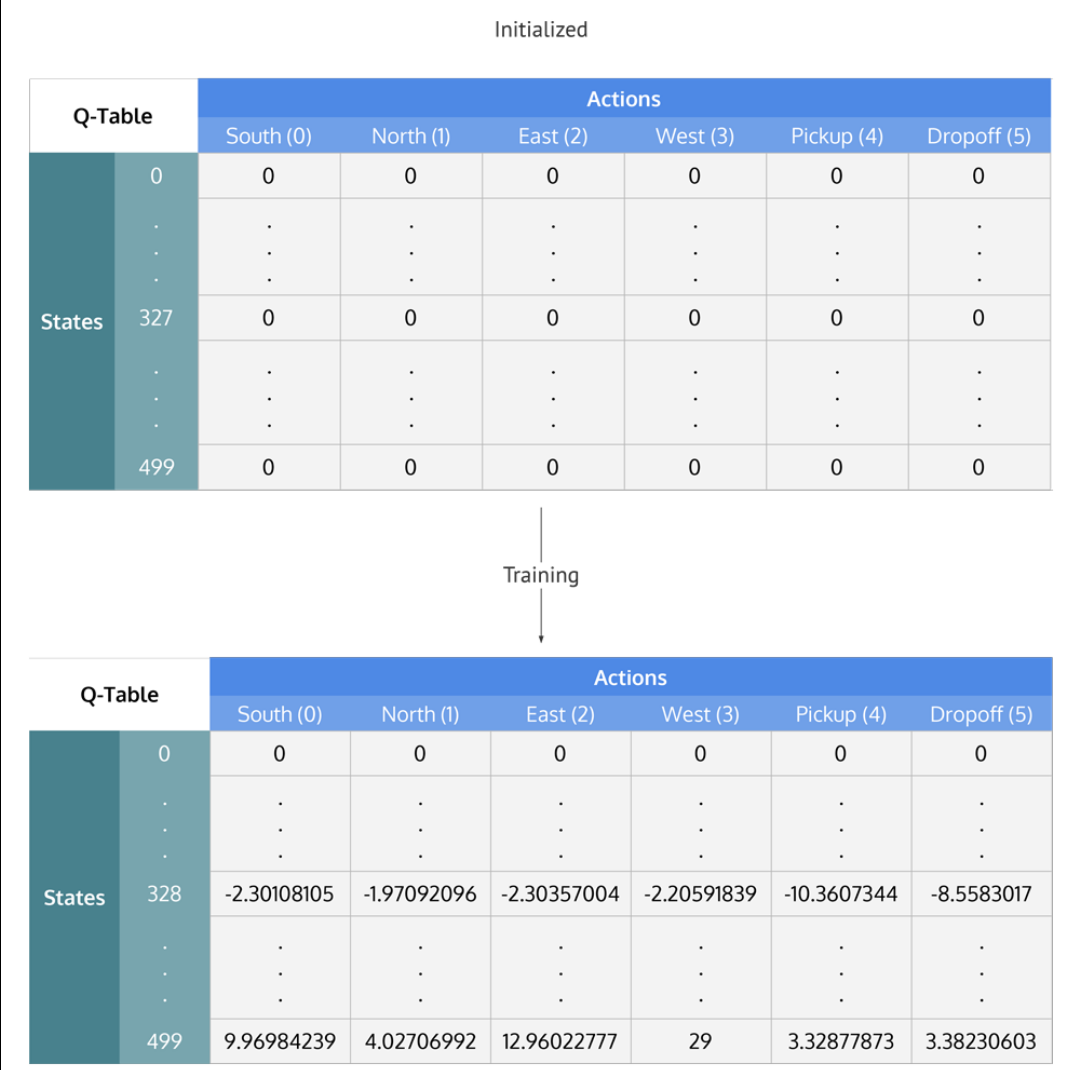 Initialized
Q-Table
Actions
South (0) North (1) East (2) West (3) Pickup (4) Dropoff (5)
States
0 0 0 0 0 0 0
. . . . . . .
. . . . . . .
. . . . . . .
327 0 0 0 0 0 0
. . . . . . .
. . . . . . .
. . . . . . .
499 0 0 0 0 0 0
Training
Q-Table
Actions
South (0) North (1) East (2) West (3) Pickup (4) Dropoff (5)
States
0 0 0 0 0 0 0
. . . . . . .
. . . . . . .
. . . . . . .
328 -2.30108105 -1.97092096 -2.30357004 -2.20591839 -10.3607344 -8.5583017
. . . . . . .
. . . . . . .
. . . . . . .
499 9.96984239 4.02706992 12.96022777 29 3.32877873 3.38230603